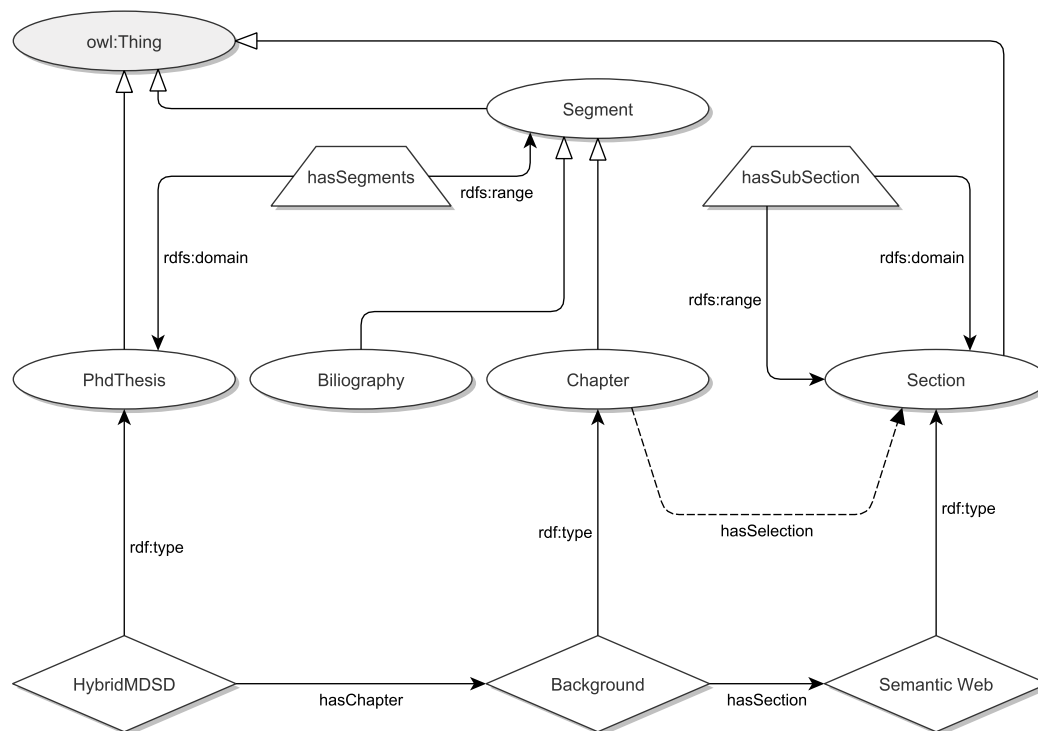 owl:Thing
Segment
hasSegments
hasSubSection
rdfs:range
rdfs:domain
rdfs:domain
rdfs:range
PhdThesis
Biliography
Chapter
Section
rdf:type
rdf:type
rdf:type
hasSelection
HybridMDSD
Background
Semantic Web
hasChapter
hasSection